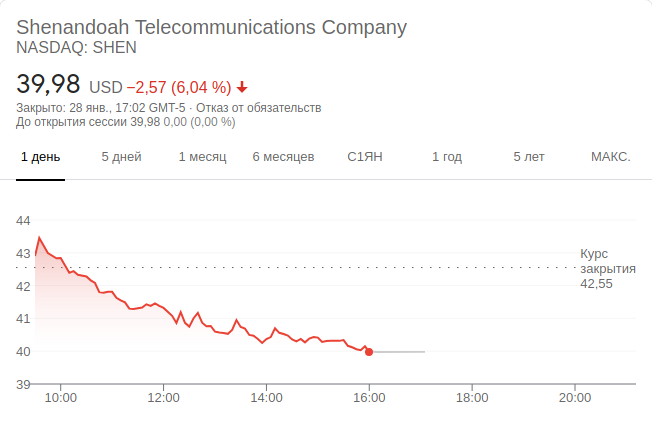 Shenandoah Telecommunications Company
NASDAQ: SHEN
39,98 USD −2,57 (6,04 %)
Закрыто: 28 янв., 17:02 GMT-5 · Отказ от обязательств
До открытия сессии 39,98 0,00 (0,00 %)
1 день 5 дней 1 месяц 6 месяцев С1ЯН 1 год 5 лет МАКС.
44
43
42
41
40
39
Курс
закрытия
42,55
10:00 12:00 14:00 16:00 18:00 20:00